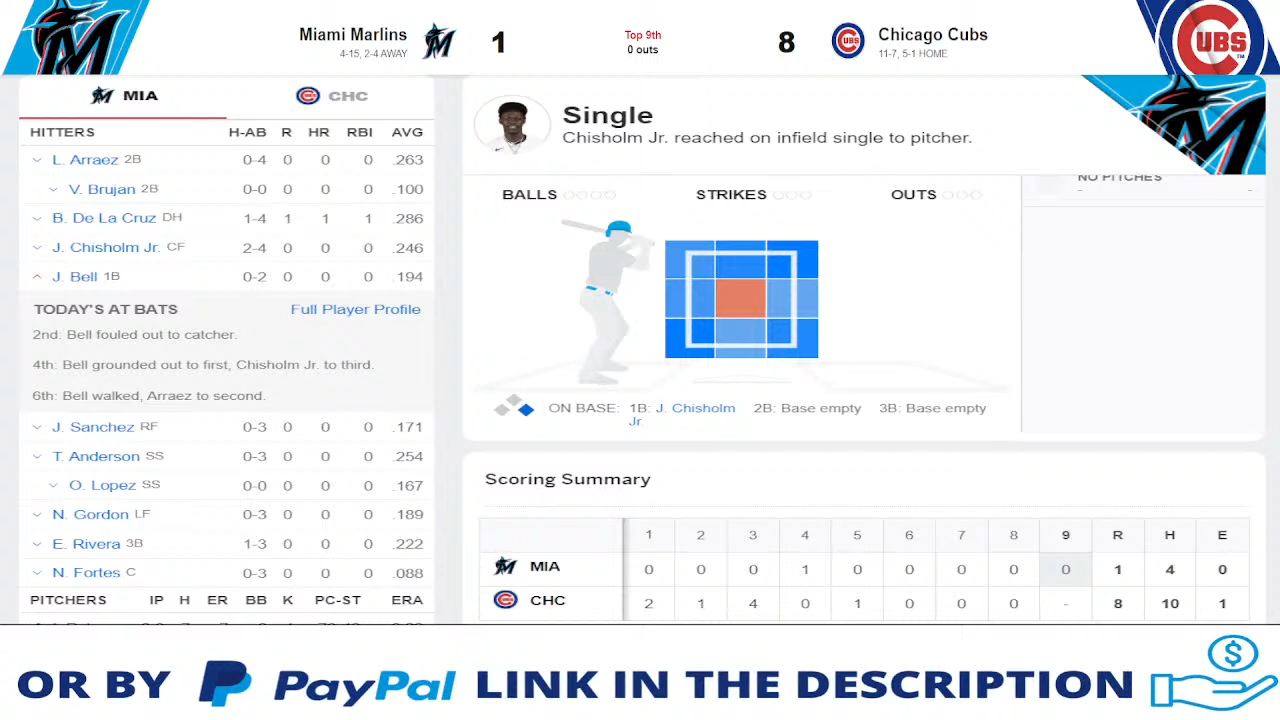 Miami Marlins
4-15, 2-4 AWAY
1
Top 9th
0 outs
8
Chicago Cubs
11-7, 5-1 HOME
CUBS
TM
MIA
CHC
HITTERS H-AB R HR RBI AVG
L. Arraez 2B 0-4 0 0 0 .263
V. Brujan 2B 0-0 0 0 0 .100
B. De La Cruz DH 1-4 1 1 1 .286
J. Chisholm Jr. CF 2-4 0 0 0 .246
J. Bell 1B 0-2 0 0 0 .194
TODAY'S AT BATS Full Player Profile
2nd: Bell fouled out to catcher.
4th: Bell grounded out to first, Chisholm Jr. to third.
6th: Bell walked, Arraez to second.
J. Sanchez RF 0-3 0 0 0 .171
T. Anderson SS 0-3 0 0 0 .254
O. Lopez SS 0-0 0 0 0 .167
N. Gordon LF 0-3 0 0 0 .189
E. Rivera 3B 1-3 0 0 0 .222
N. Fortes C 0-3 0 0 0 .088
PITCHERS IP H ER BB K PC-ST ERA
Single
Chisholm Jr. reached on infield single to pitcher.
BALLS STRIKES OUTS
NO PITCHES
- -
ON BASE: 1B: J. Chisholm Jr. 2B: Base empty 3B: Base empty
Scoring Summary
1 2 3 4 5 6 7 8 9 R H E
MIA 0 0 0 1 0 0 0 0 0 1 4 0
CHC 2 1 4 0 1 0 0 0 - 8 10 1
OR BY PayPal LINK IN THE DESCRIPTION